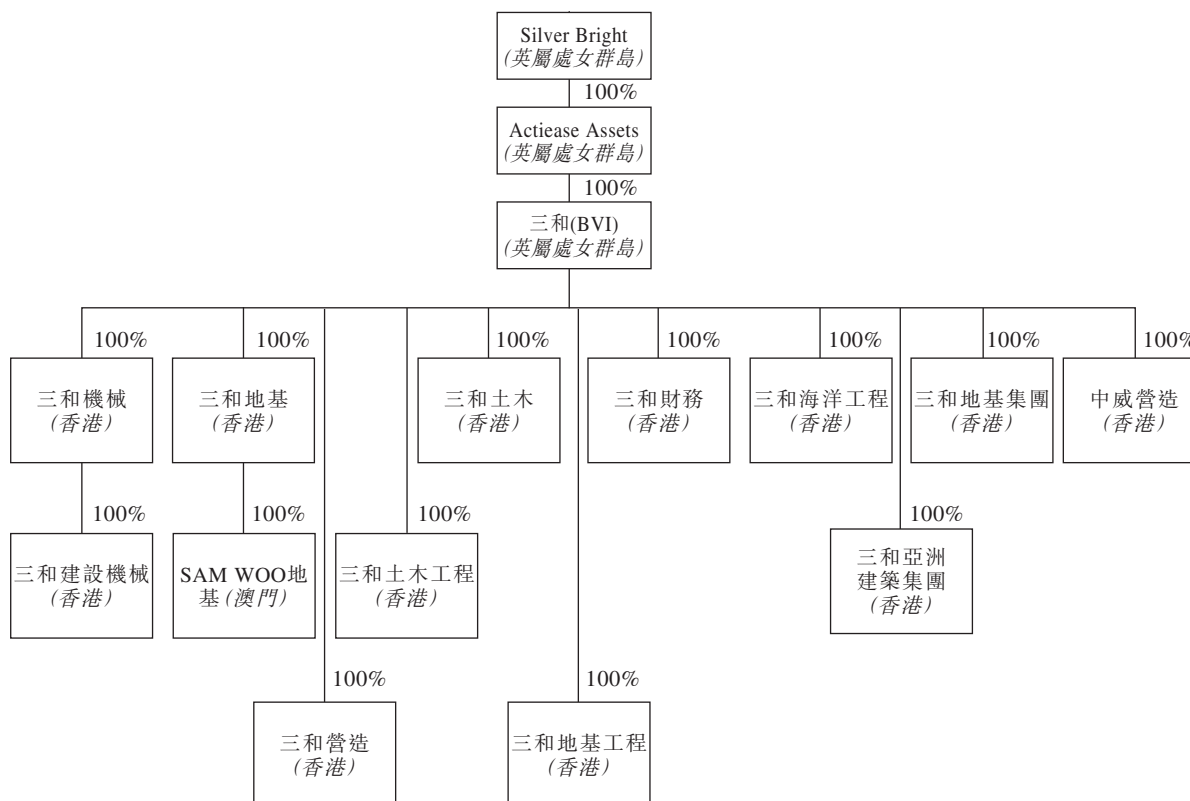 Silver Bright
(英屬處女群島)
100%
Actiease Assets
(英屬處女群島)
100%
三和(BVI)
(英屬處女群島)
100%
100%
100%
100%
100%
100%
100%
三和機械
(香港)
三和地基
(香港)
三和土木
(香港)
三和財務
(香港)
三和海洋工程
(香港)
三和地基集團
(香港)
中威營造
(香港)
100%
100%
100%
100%
三和建設機械
(香港)
SAM WOO地
基(澳門)
三和土木工程
(香港)
三和亞洲
建築集團
(香港)
100%
100%
三和營造
(香港)
三和地基工程
(香港)